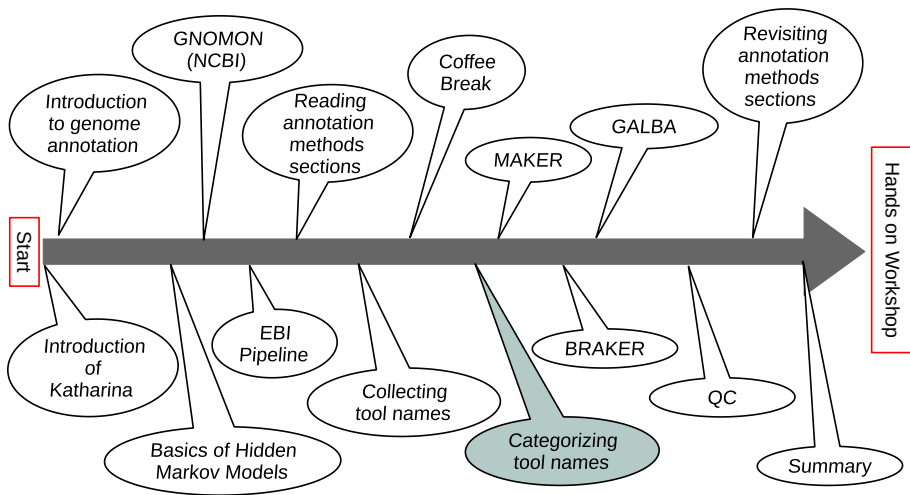 Start
Introduction
of
Katharina
Introduction
to genome
annotation
Basics of Hidden
Markov Models
GNOMON
(NCBI)
EBI
Pipeline
Reading
annotation
methods
sections
Collecting
tool names
Coffee
Break
Categorizing
tool names
MAKER
BRAKER
GALBA
QC
Revisiting
annotation
methods
sections
Summary
Hands on Workshop